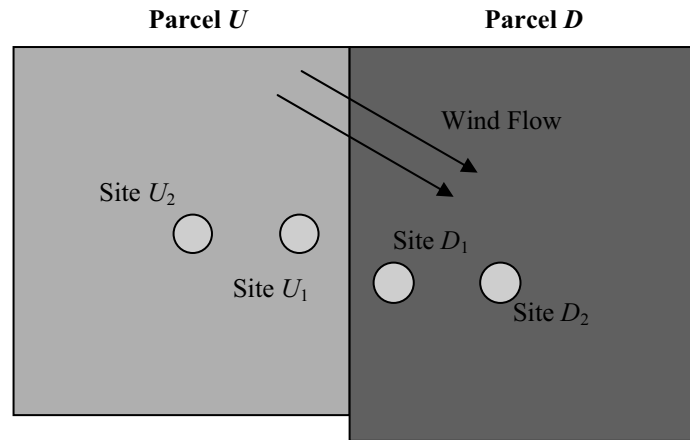 Parcel U
Parcel D
Wind Flow
Site U₂
Site D₁
Site U₁
Site D₂